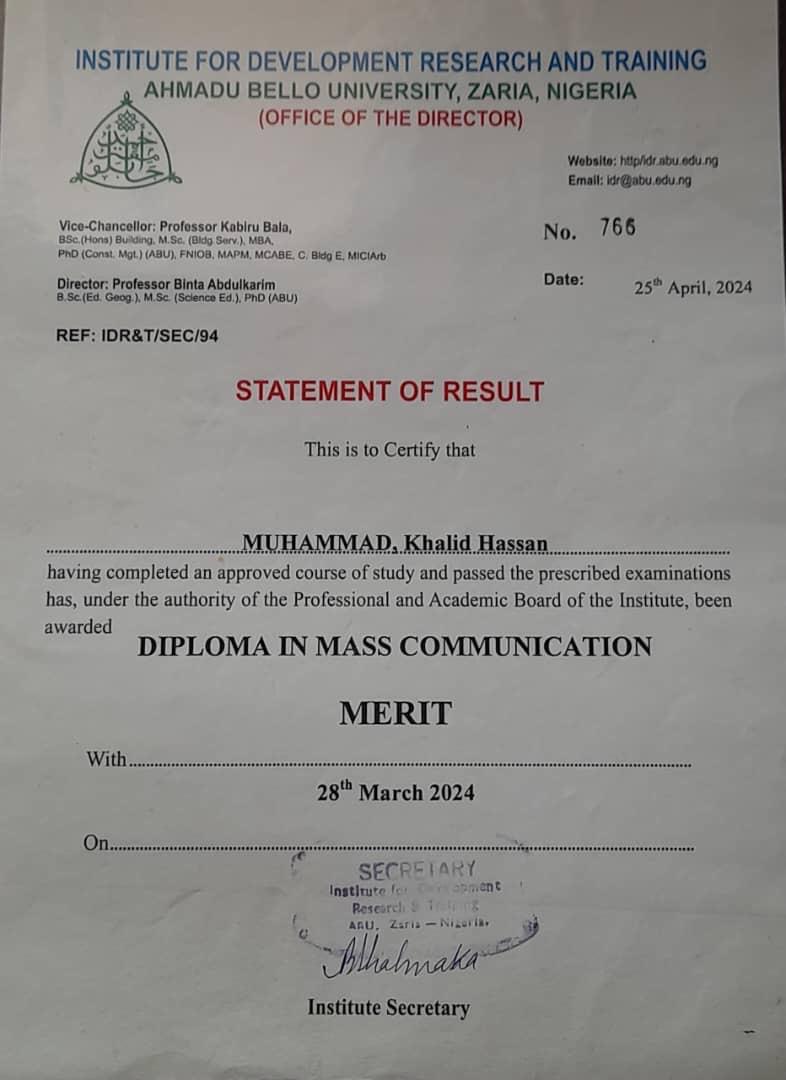 INSTITUTE FOR DEVELOPMENT RESEARCH AND TRAINING
AHMADU BELLO UNIVERSITY, ZARIA, NIGERIA
(OFFICE OF THE DIRECTOR)
Website: http/idr.abu.edu.ng
Email: idr@abu.edu.ng
Vice-Chancellor: Professor Kabiru Bala,
BSc.(Hons) Building, M.Sc. (Bldg Serv.), MBA,
PhD (Const. Mgt.) (ABU), FNIOB, MAPM, MCABE, C. Bldg E, MICIArb
No. 766
Director: Professor Binta Abdulkarim
B.Sc.(Ed. Geog.), M.Sc. (Science Ed.), PhD (ABU)
Date: 25th April, 2024
REF: IDR&T/SEC/94
STATEMENT OF RESULT
This is to Certify that
MUHAMMAD, Khalid Hassan
having completed an approved course of study and passed the prescribed examinations
has, under the authority of the Professional and Academic Board of the Institute, been
awarded
DIPLOMA IN MASS COMMUNICATION
MERIT
With
28th March 2024
On
SECRETARY
Institute for Development
Research & Training
ABU, Zaria — Nigeria.
Institute Secretary